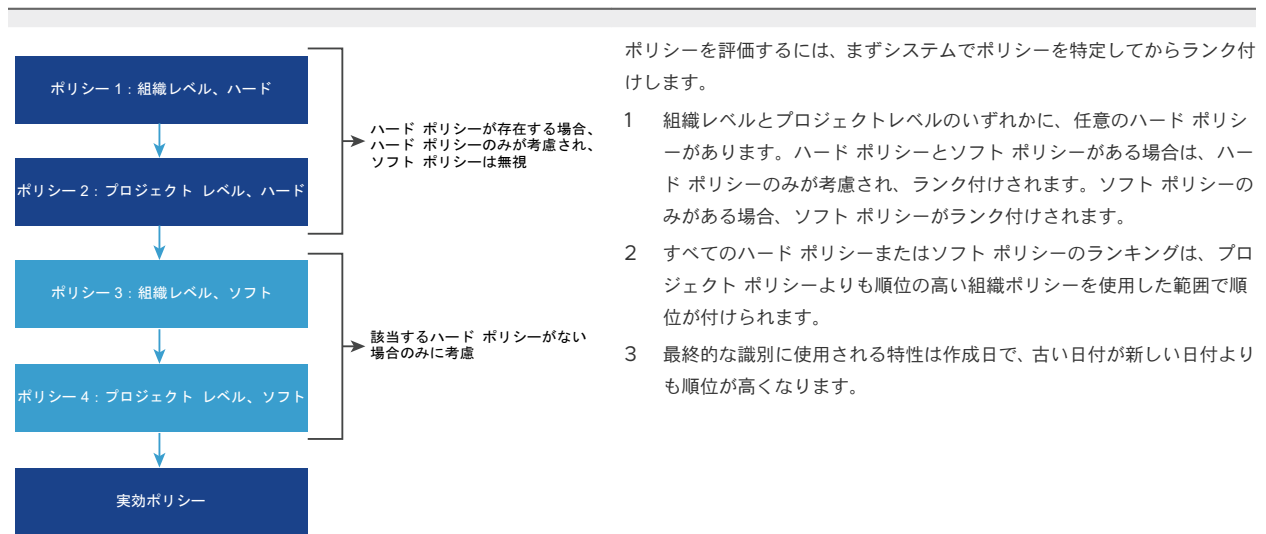 ポリシー 1：組織レベル、ハード
ポリシー 2：プロジェクト レベル、ハード
ハード ポリシーが存在する場合、
ハード ポリシーのみが考慮され、
ソフト ポリシーは無視
ポリシー 3：組織レベル、ソフト
ポリシー 4：プロジェクト レベル、ソフト
該当するハード ポリシーがない
場合のみに考慮
実効ポリシー
ポリシーを評価するには、まずシステムでポリシーを特定してからランク付
けします。
1 組織レベルとプロジェクトレベルのいずれかに、任意のハード ポリシ
ーがあります。ハード ポリシーとソフト ポリシーがある場合は、ハー
ド ポリシーのみが考慮され、ランク付けされます。ソフト ポリシーの
みがある場合、ソフト ポリシーがランク付けされます。
2 すべてのハード ポリシーまたはソフト ポリシーのランキングは、プロ
ジェクト ポリシーよりも順位の高い組織ポリシーを使用した範囲で順
位が付けられます。
3 最終的な識別に使用される特性は作成日で、古い日付が新しい日付より
も順位が高くなります。